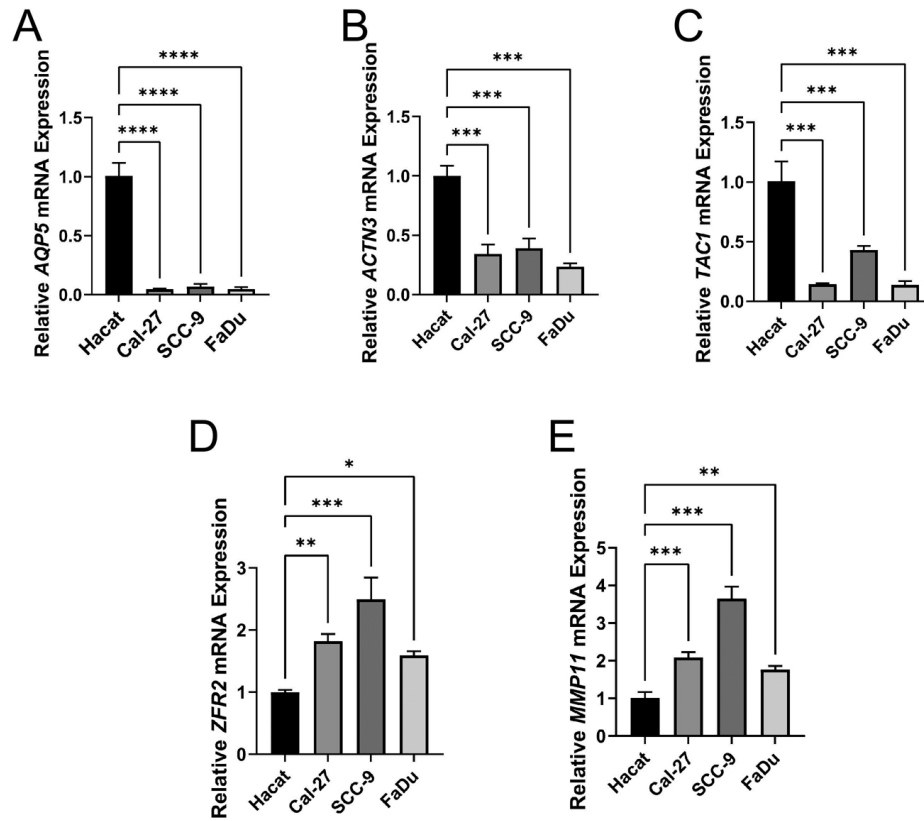 A
Relative AQP5 mRNA Expression
****
****
****
1.5
1.0
0.5
0.0
Hacat
Cal-27
SCC-9
FaDu
B
Relative ACTN3 mRNA Expression
***
***
***
1.5
1.0
0.5
0.0
Hacat
Cal-27
SCC-9
FaDu
C
Relative TAC1 mRNA Expression
***
***
***
1.5
1.0
0.5
0.0
Hacat
Cal-27
SCC-9
FaDu
D
Relative ZFR2 mRNA Expression
*
***
**
3
2
1
0
Hacat
Cal-27
SCC-9
FaDu
E
Relative MMP11 mRNA Expression
**
***
***
5
4
3
2
1
0
Hacat
Cal-27
SCC-9
FaDu